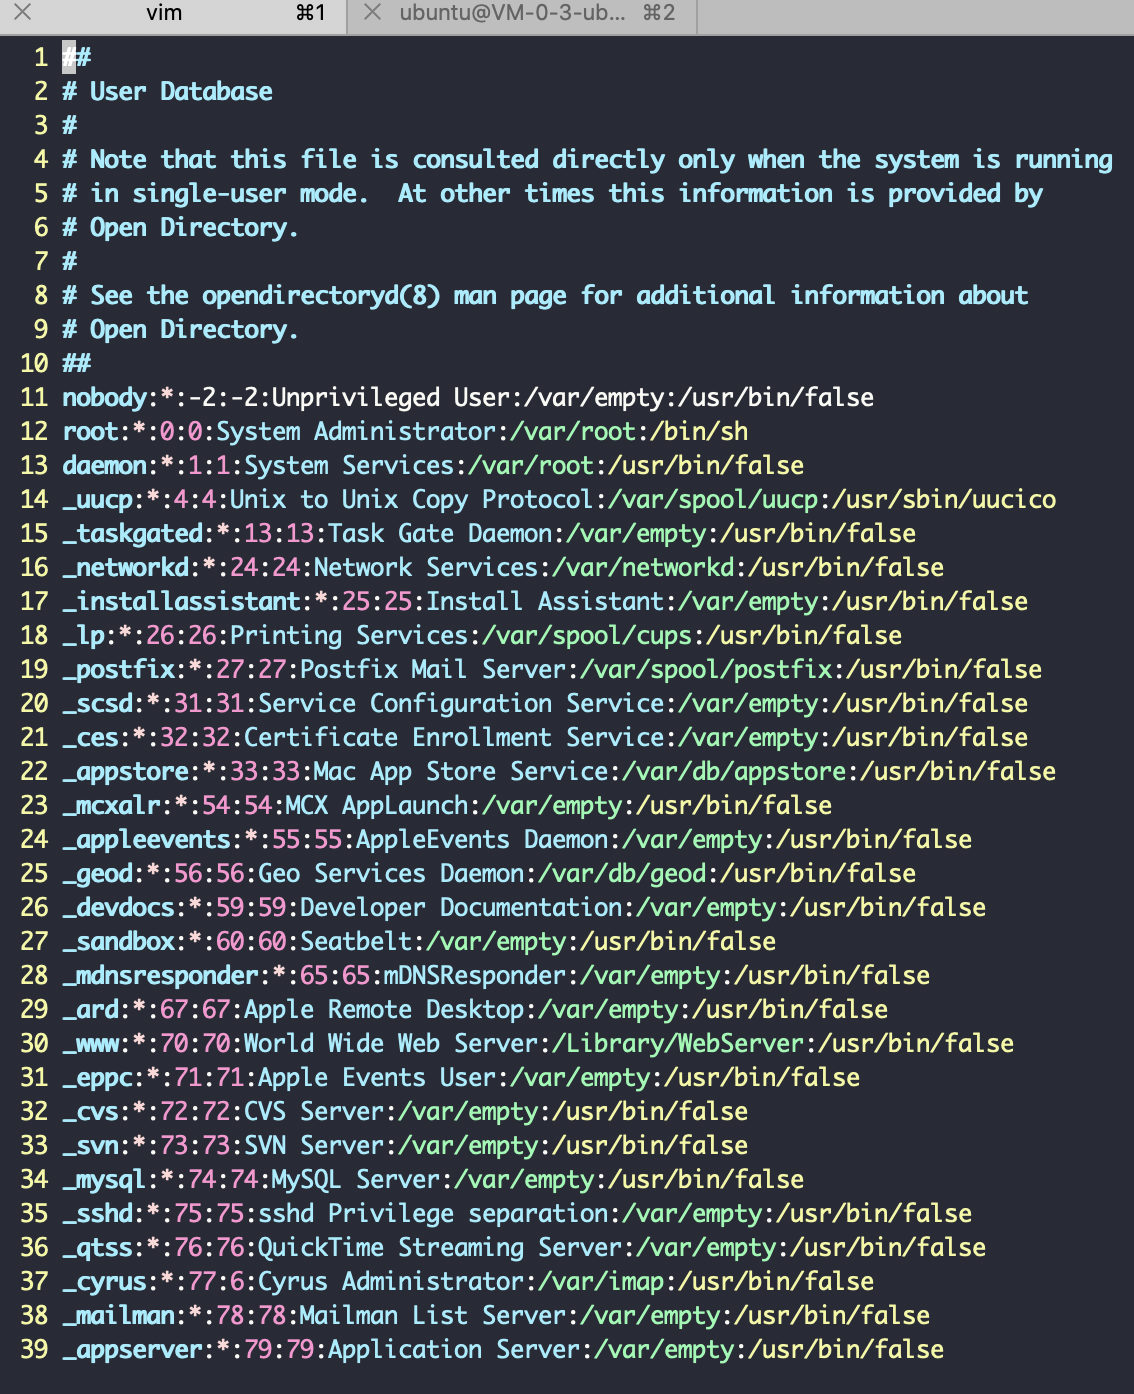 vim ⌘1 ubuntu@VM-0-3-ub... ⌘2
1 ##
2 # User Database
3 #
4 # Note that this file is consulted directly only when the system is running
5 # in single-user mode.  At other times this information is provided by
6 # Open Directory.
7 #
8 # See the opendirectoryd(8) man page for additional information about
9 # Open Directory.
10 ##
11 nobody:*:-2:-2:Unprivileged User:/var/empty:/usr/bin/false
12 root:*:0:0:System Administrator:/var/root:/bin/sh
13 daemon:*:1:1:System Services:/var/root:/usr/bin/false
14 _uucp:*:4:4:Unix to Unix Copy Protocol:/var/spool/uucp:/usr/sbin/uucico
15 _taskgated:*:13:13:Task Gate Daemon:/var/empty:/usr/bin/false
16 _networkd:*:24:24:Network Services:/var/networkd:/usr/bin/false
17 _installassistant:*:25:25:Install Assistant:/var/empty:/usr/bin/false
18 _lp:*:26:26:Printing Services:/var/spool/cups:/usr/bin/false
19 _postfix:*:27:27:Postfix Mail Server:/var/spool/postfix:/usr/bin/false
20 _scsd:*:31:31:Service Configuration Service:/var/empty:/usr/bin/false
21 _ces:*:32:32:Certificate Enrollment Service:/var/empty:/usr/bin/false
22 _appstore:*:33:33:Mac App Store Service:/var/db/appstore:/usr/bin/false
23 _mcxalr:*:54:54:MCX AppLaunch:/var/empty:/usr/bin/false
24 _appleevents:*:55:55:AppleEvents Daemon:/var/empty:/usr/bin/false
25 _geod:*:56:56:Geo Services Daemon:/var/db/geod:/usr/bin/false
26 _devdocs:*:59:59:Developer Documentation:/var/empty:/usr/bin/false
27 _sandbox:*:60:60:Seatbelt:/var/empty:/usr/bin/false
28 _mdnsresponder:*:65:65:mDNSResponder:/var/empty:/usr/bin/false
29 _ard:*:67:67:Apple Remote Desktop:/var/empty:/usr/bin/false
30 _www:*:70:70:World Wide Web Server:/Library/WebServer:/usr/bin/false
31 _eppc:*:71:71:Apple Events User:/var/empty:/usr/bin/false
32 _cvs:*:72:72:CVS Server:/var/empty:/usr/bin/false
33 _svn:*:73:73:SVN Server:/var/empty:/usr/bin/false
34 _mysql:*:74:74:MySQL Server:/var/empty:/usr/bin/false
35 _sshd:*:75:75:sshd Privilege separation:/var/empty:/usr/bin/false
36 _qtss:*:76:76:QuickTime Streaming Server:/var/empty:/usr/bin/false
37 _cyrus:*:77:6:Cyrus Administrator:/var/imap:/usr/bin/false
38 _mailman:*:78:78:Mailman List Server:/var/empty:/usr/bin/false
39 _appserver:*:79:79:Application Server:/var/empty:/usr/bin/false